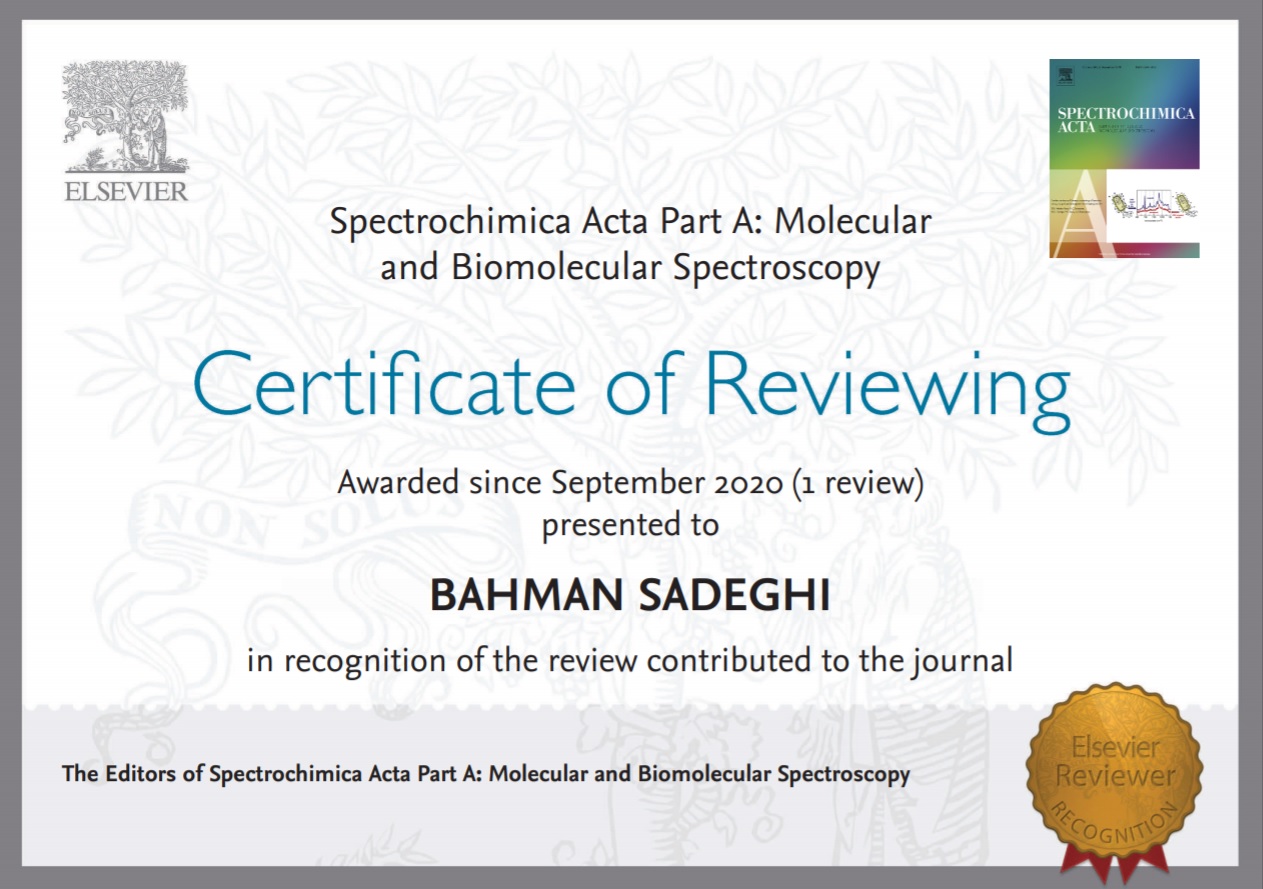 ELSEVIER
SPECTROCHIMICA
ACTA
A
Spectrochimica Acta Part A: Molecular
and Biomolecular Spectroscopy
Certificate of Reviewing
Awarded since September 2020 (1 review)
presented to
NON SOLUS
BAHMAN SADEGHI
in recognition of the review contributed to the journal
The Editors of Spectrochimica Acta Part A: Molecular and Biomolecular Spectroscopy
Elsevier
Reviewer
RECOGNITION